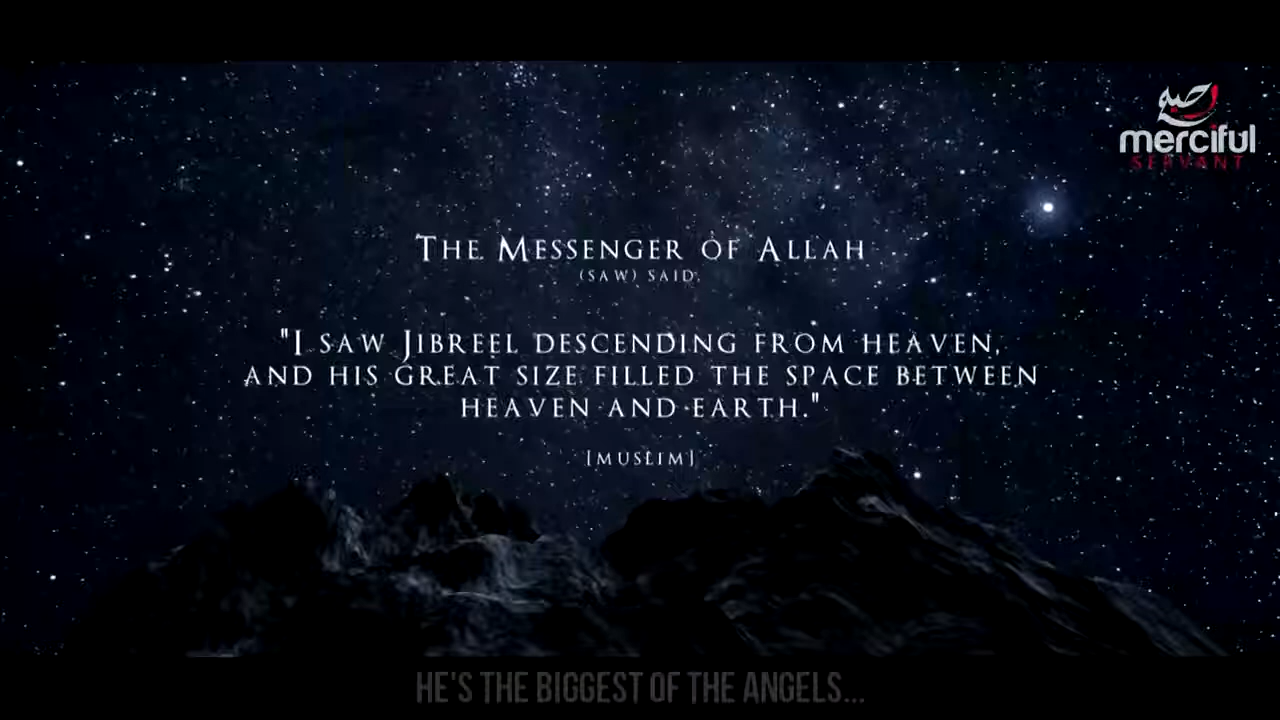 merciful
SERVANT
THE MESSENGER OF ALLAH
(SAW) SAID,
"I SAW JIBREEL DESCENDING FROM HEAVEN,
AND HIS GREAT SIZE FILLED THE SPACE BETWEEN
HEAVEN AND EARTH."
[MUSLIM]
HE'S THE BIGGEST OF THE ANGELS...